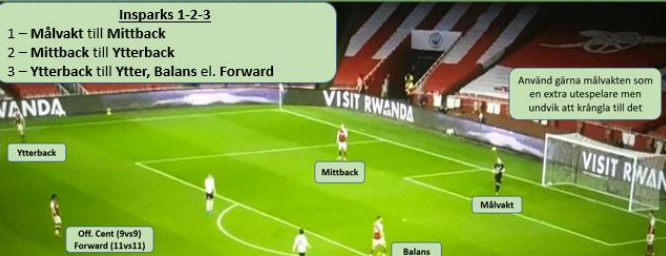 Insparks 1-2-3
1 – Målvakt till Mittback
2 – Mittback till Ytterback
3 – Ytterback till Ytter, Balans el. Forward
Använd gärna målvakten som
en extra utespelare men
undvik att krångla till det
WANDA
VISIT RWANDA
VISIT RWAN
Ytterback
Mittback
Målvakt
Off. Cent (9vs9)
Forward (11vs11)
Balans